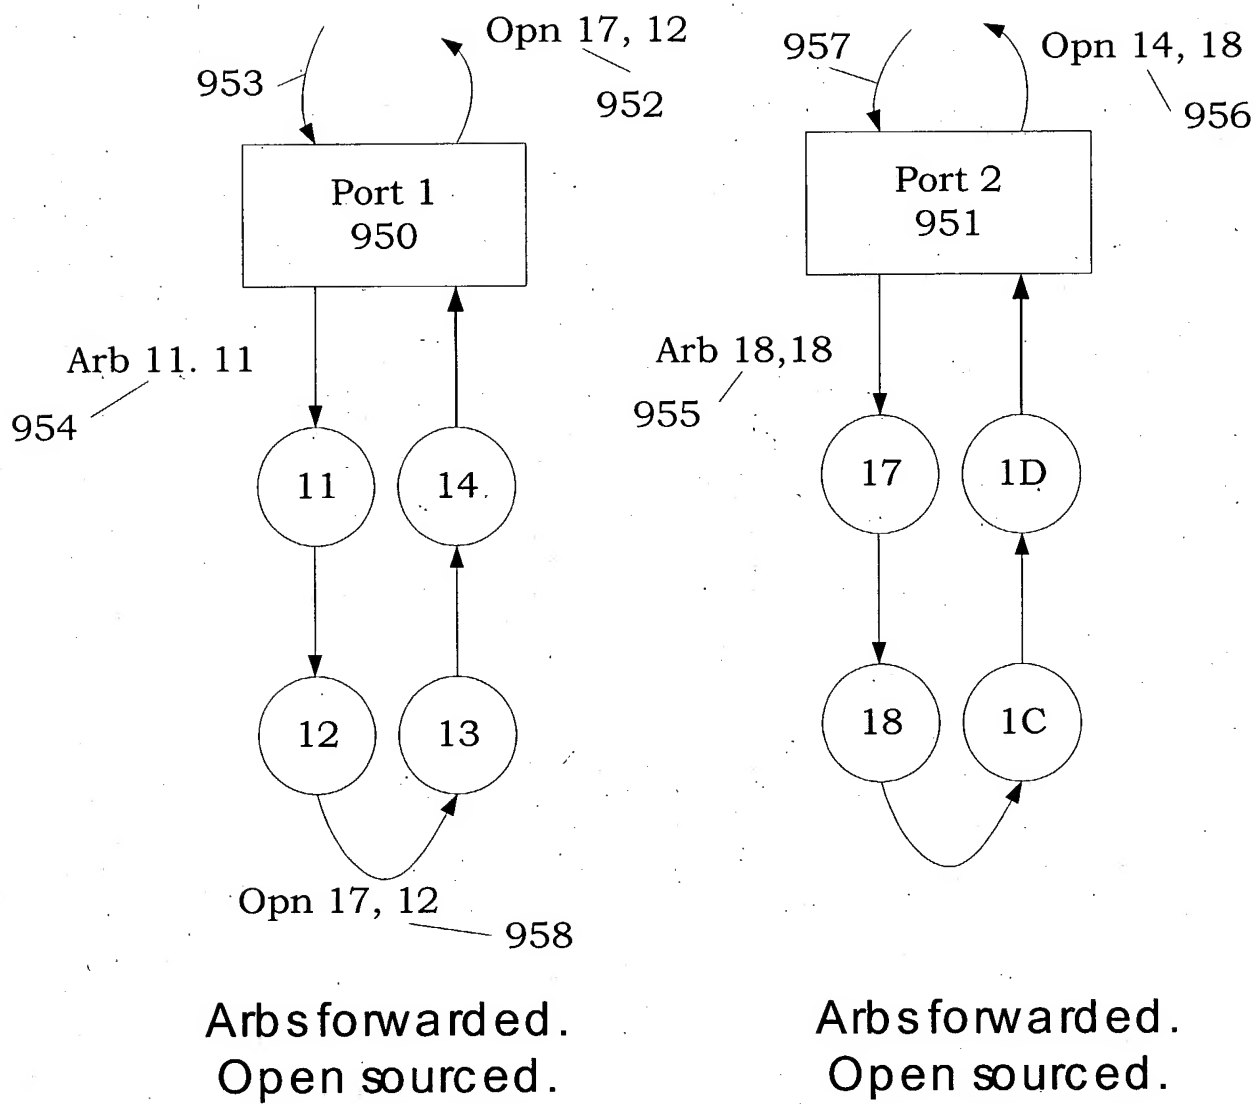 Opn 17, 12
953
952
Port 1
950
Arb 11. 11
954
11
14
12
13
Opn 17, 12
958
Arbs forwarded.
Open sourced.
957
Opn 14, 18
956
Port 2
951
Arb 18,18
955
17
1D
18
1C
Arbs forwarded.
Open sourced.